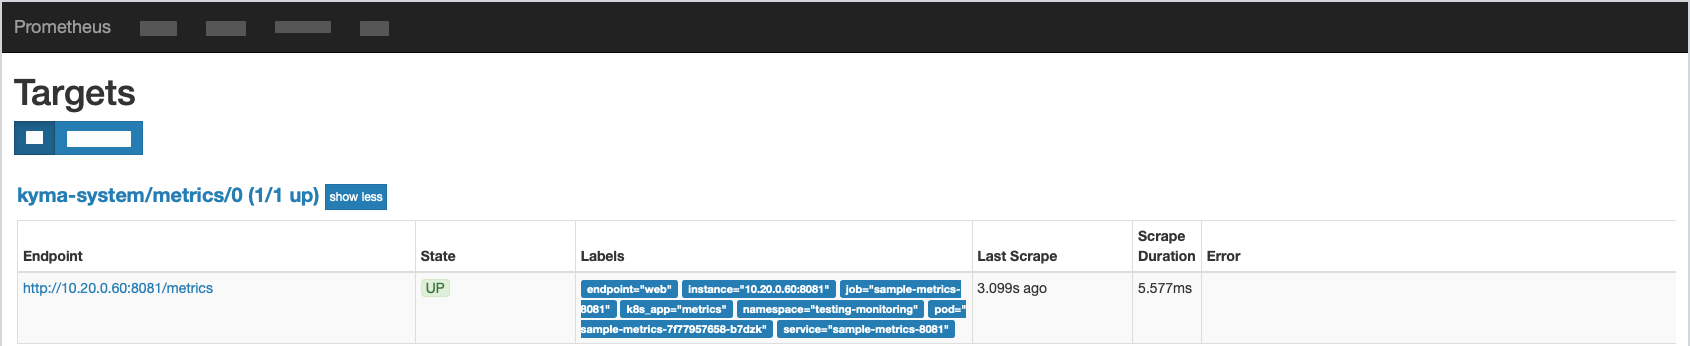 Prometheus
Targets
kyma-system/metrics/0 (1/1 up) show less
Endpoint State Labels Last Scrape Scrape Duration Error
http://10.20.0.60:8081/metrics UP endpoint="web" instance="10.20.0.60:8081" job="sample-metrics- 3.099s ago 5.577ms
8081" k8s_app="metrics" namespace="testing-monitoring" pod="
sample-metrics-7f77957658-b7dzk" service="sample-metrics-8081"